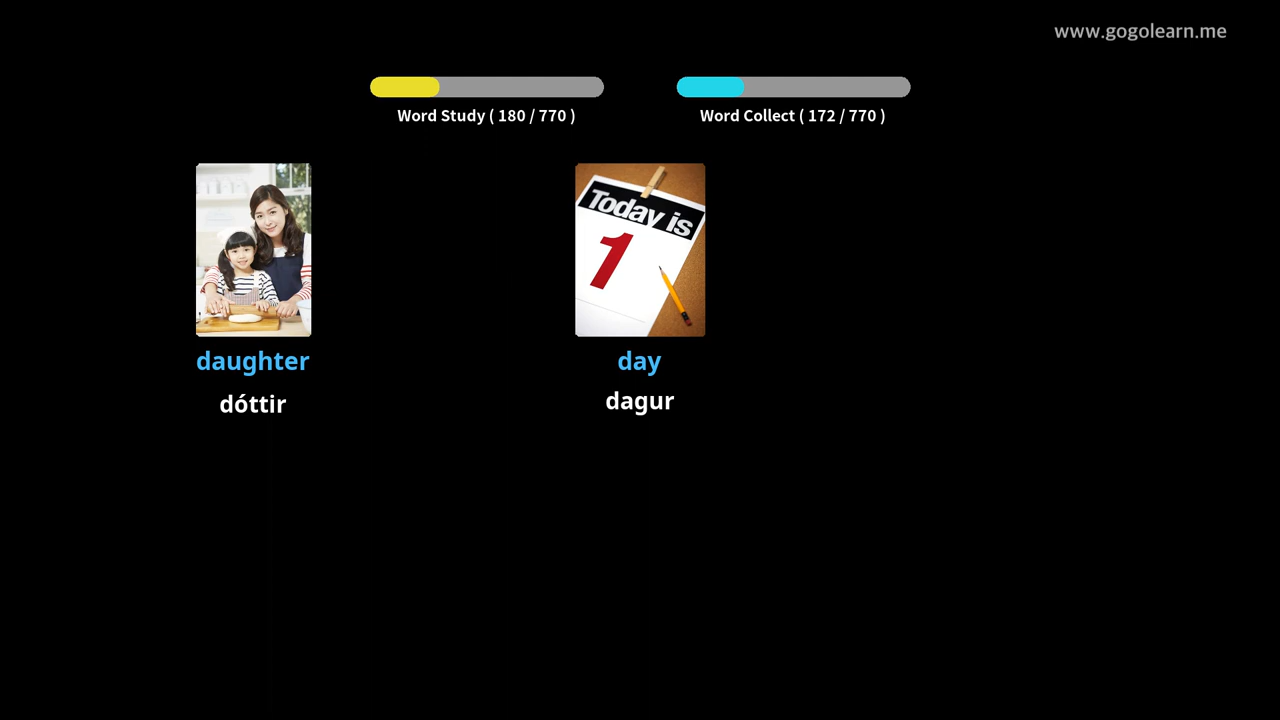 www.gogolearn.me
Word Study ( 180 / 770 )
Word Collect ( 172 / 770 )
Today is
1
daughter
dóttir
day
dagur